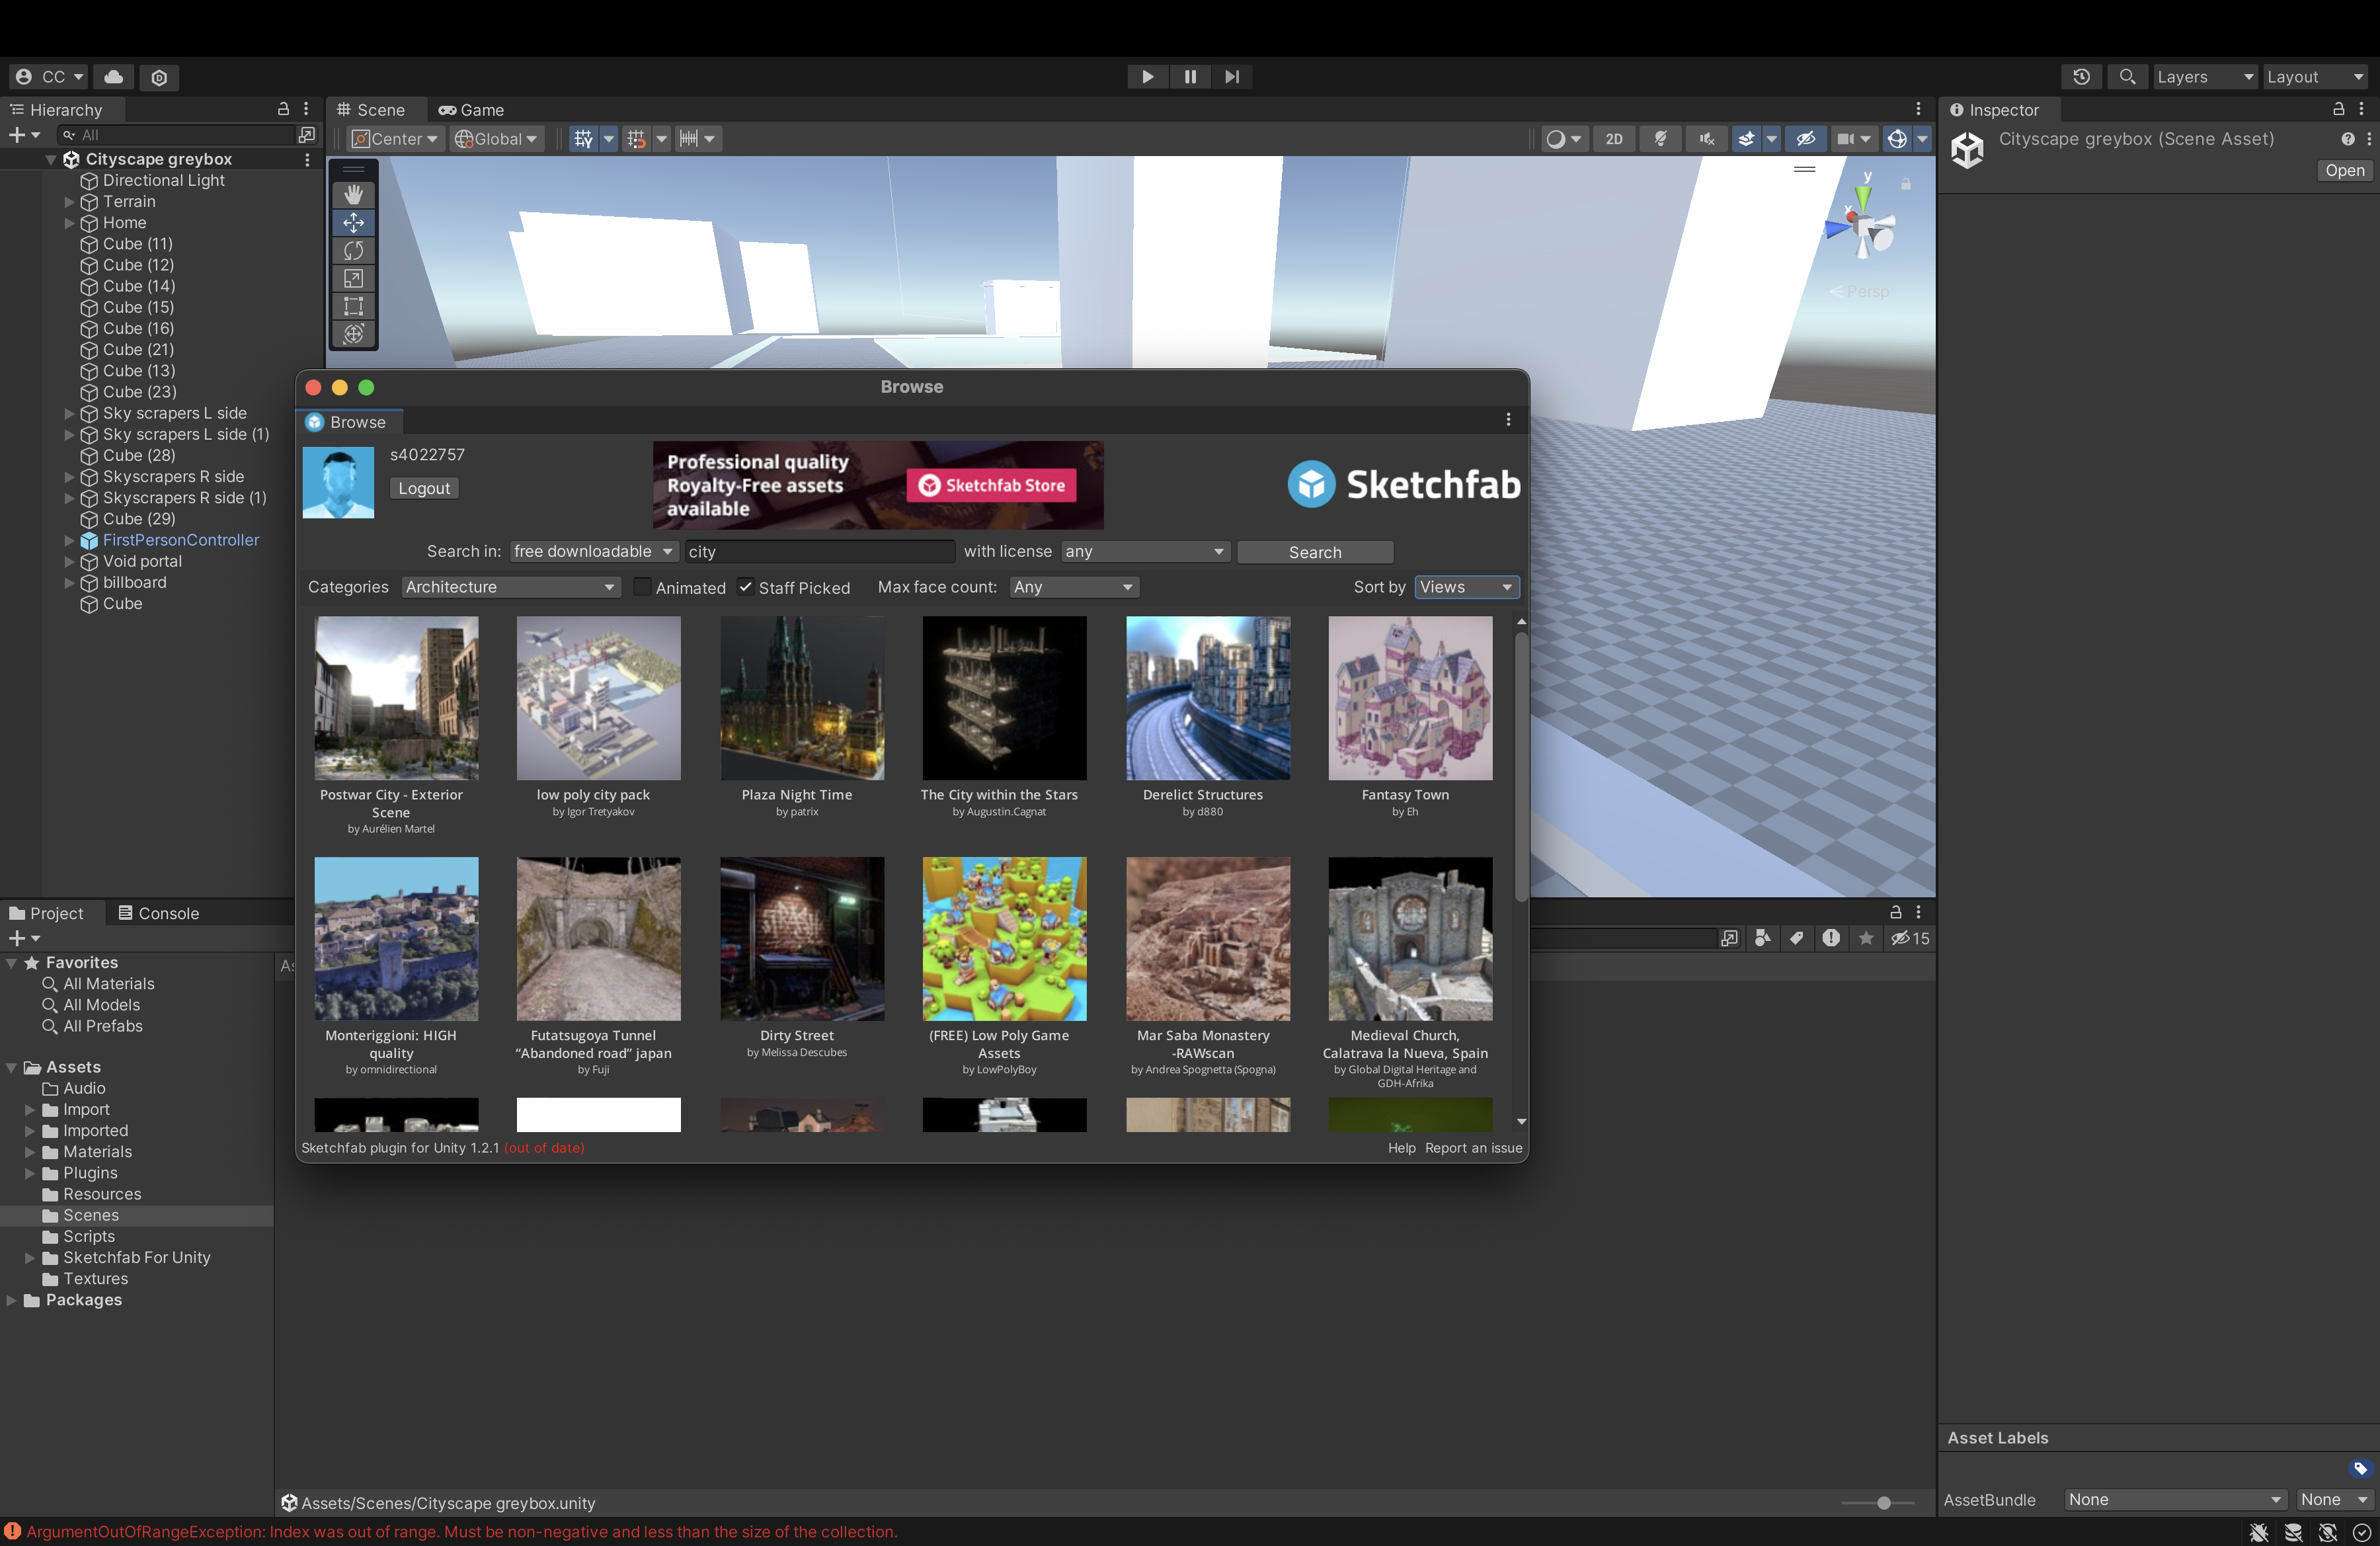 CC
Layers
Layout
Hierarchy
All
Cityscape greybox
Directional Light
Terrain
Home
Cube (11)
Cube (12)
Cube (14)
Cube (15)
Cube (16)
Cube (21)
Cube (13)
Cube (23)
Sky scrapers L side
Sky scrapers L side (1)
Cube (28)
Skyscrapers R side
Skyscrapers R side (1)
Cube (29)
FirstPersonController
Void portal
billboard
Cube
Scene
Game
Center
Global
2D
y
x
Persp
Inspector
Cityscape greybox (Scene Asset)
Open
Browse
Browse
s4022757
Logout
Professional quality
Royalty-Free assets
available
Sketchfab Store
Sketchfab
Search in:
free downloadable
city
with license
any
Search
Categories
Architecture
Animated
Staff Picked
Max face count:
Any
Sort by
Views
Postwar City - Exterior
Scene
by Aurélien Martel
low poly city pack
by Igor Tretyakov
Plaza Night Time
by patrix
The City within the Stars
by Augustin.Cagnat
Derelict Structures
by d880
Fantasy Town
by Eh
Monteriggioni: HIGH
quality
by omnidirectional
Futatsugoya Tunnel
“Abandoned road” japan
by Fuji
Dirty Street
by Melissa Descubes
(FREE) Low Poly Game
Assets
by LowPolyBoy
Mar Saba Monastery
-RAWscan
by Andrea Spognetta (Spogna)
Medieval Church,
Calatrava la Nueva, Spain
by Global Digital Heritage and
GDH-Afrika
Sketchfab plugin for Unity 1.2.1 (out of date)
Help
Report an issue
Project
Console
15
Favorites
All Materials
All Models
All Prefabs
Assets
Audio
Import
Imported
Materials
Plugins
Resources
Scenes
Scripts
Sketchfab For Unity
Textures
Packages
Assets/Scenes/Cityscape greybox.unity
Asset Labels
AssetBundle
None
None
ArgumentOutOfRangeException: Index was out of range. Must be non-negative and less than the size of the collection.